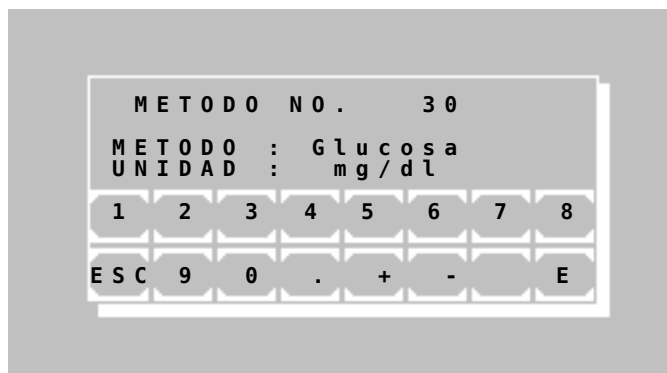 METODO NO. 30
METODO : Glucosa
UNIDAD : mg/dl
1 2 3 4 5 6 7 8
ESC 9 0 . + - E